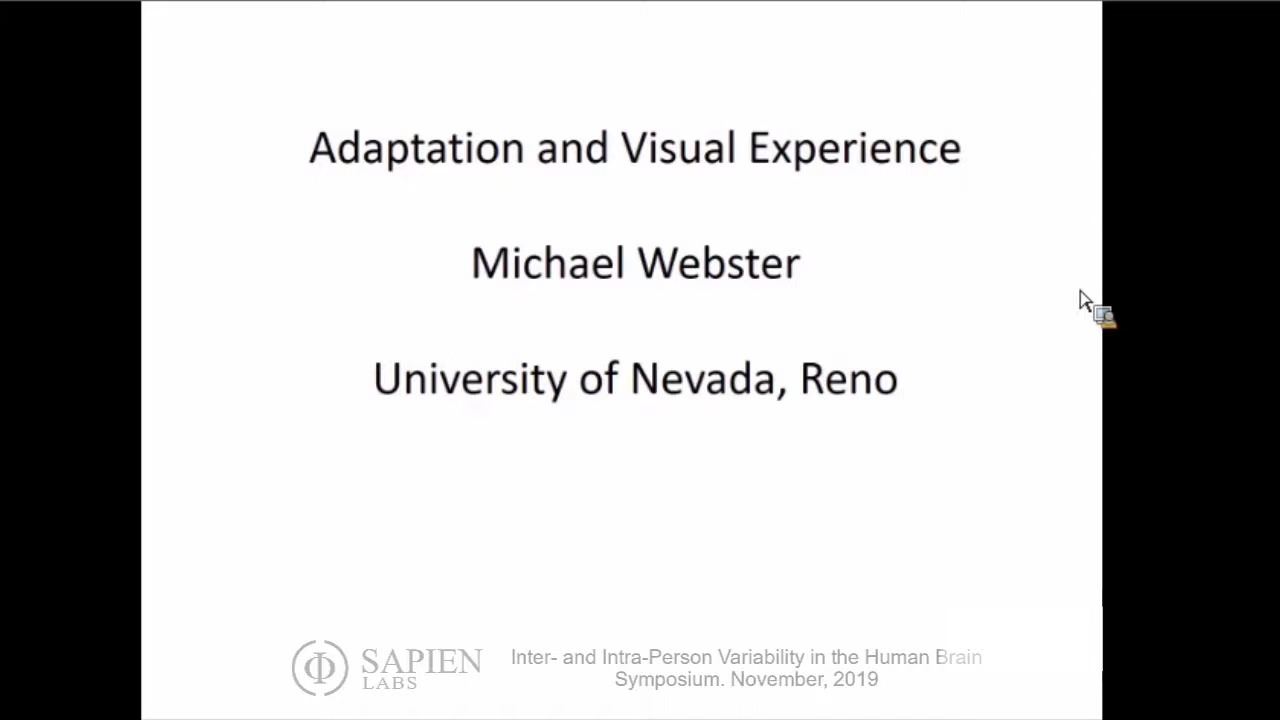 Adaptation and Visual Experience
Michael Webster
University of Nevada, Reno
SAPIEN
LABS
Inter- and Intra-Person Variability in the Human Brain
Symposium. November, 2019